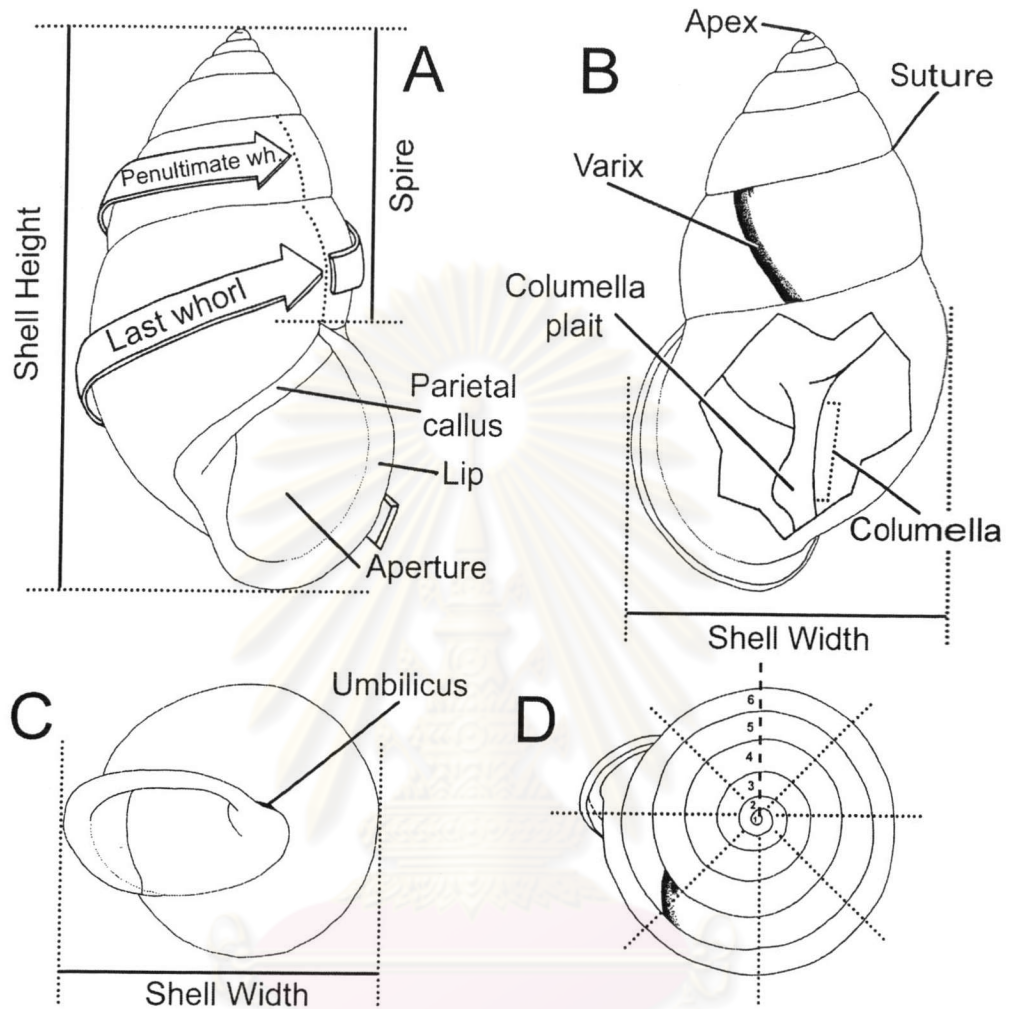 A
Shell Height
Penultimate wh.
Last whorl
Spire
Parietal
callus
Lip
Aperture
B
Apex
Suture
Varix
Columella
plait
Columella
Shell Width
C
Umbilicus
Shell Width
D
6
5
4
3
2
1